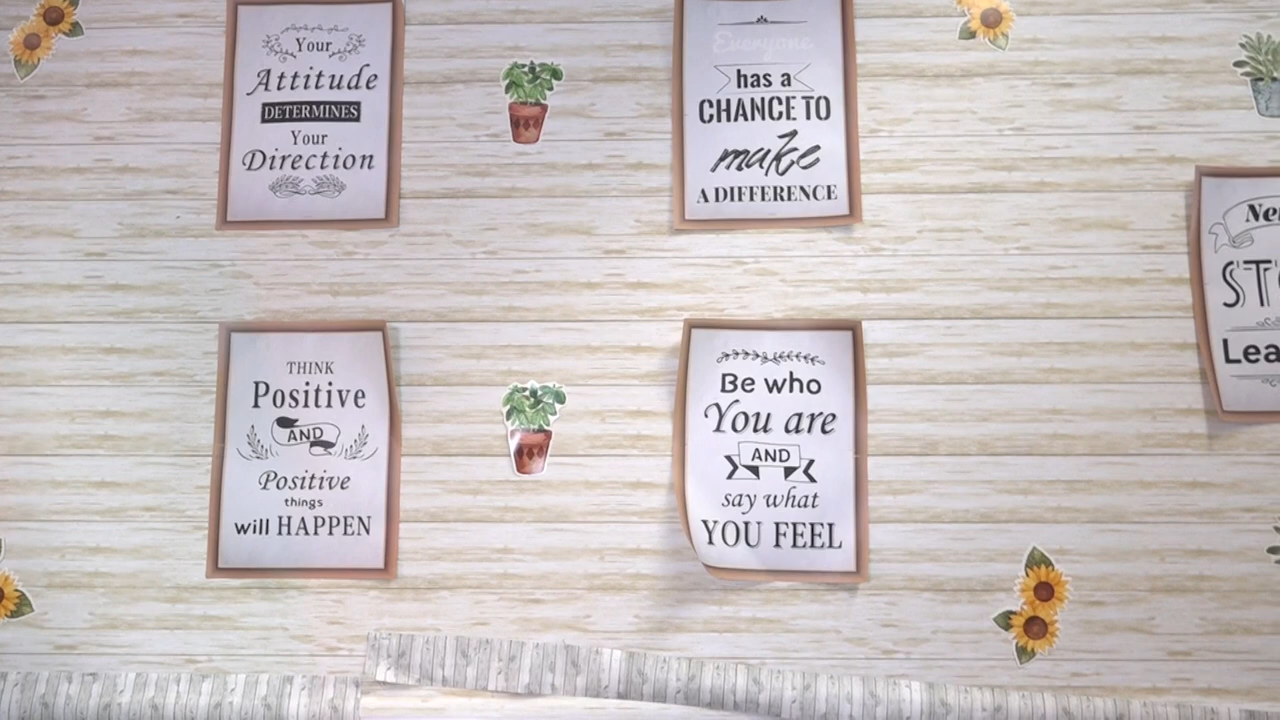 Your
Attitude
DETERMINES
Your
Direction
Everyone
has a
CHANCE TO
make
A DIFFERENCE
THINK
Positive
AND
Positive
things
will HAPPEN
Be who
You are
AND
say what
YOU FEEL